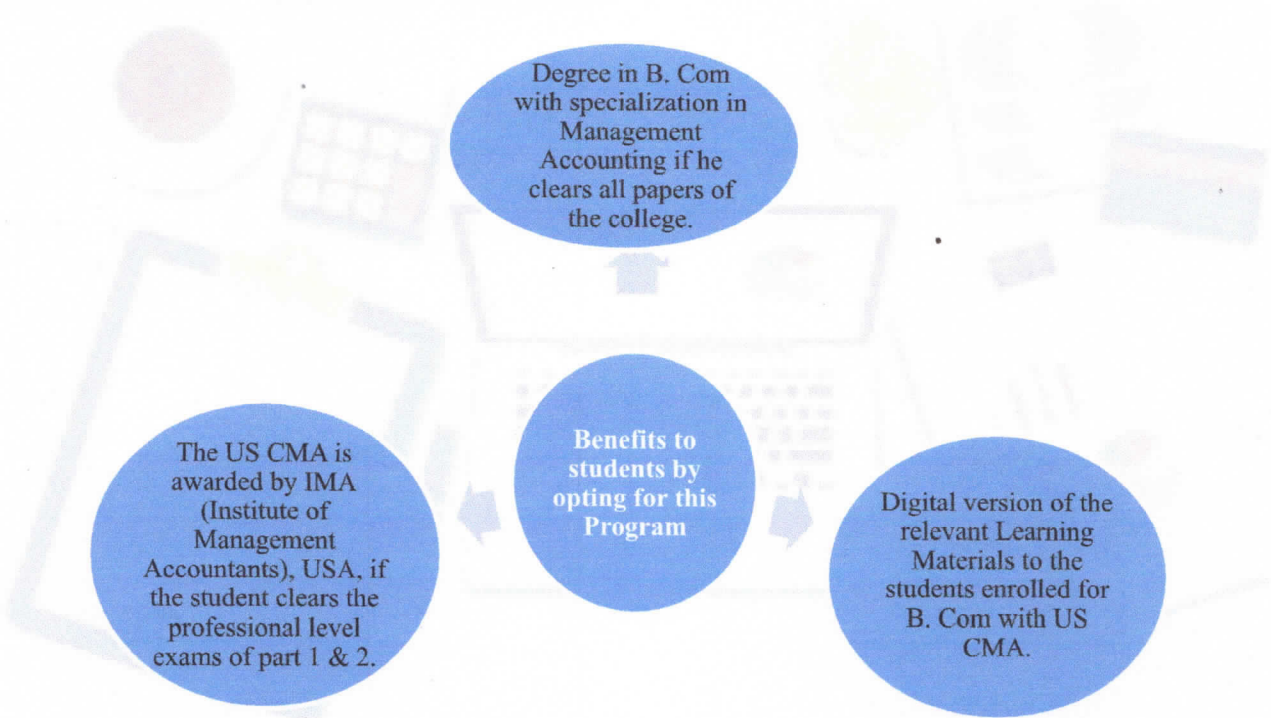 Degree in B. Com
with specialization in
Management
Accounting if he
clears all papers of
the college.
Benefits to
students by
opting for this
Program
The US CMA is
awarded by IMA
(Institute of
Management
Accountants), USA, if
the student clears the
professional level
exams of part 1 & 2.
Digital version of the
relevant Learning
Materials to the
students enrolled for
B. Com with US
CMA.